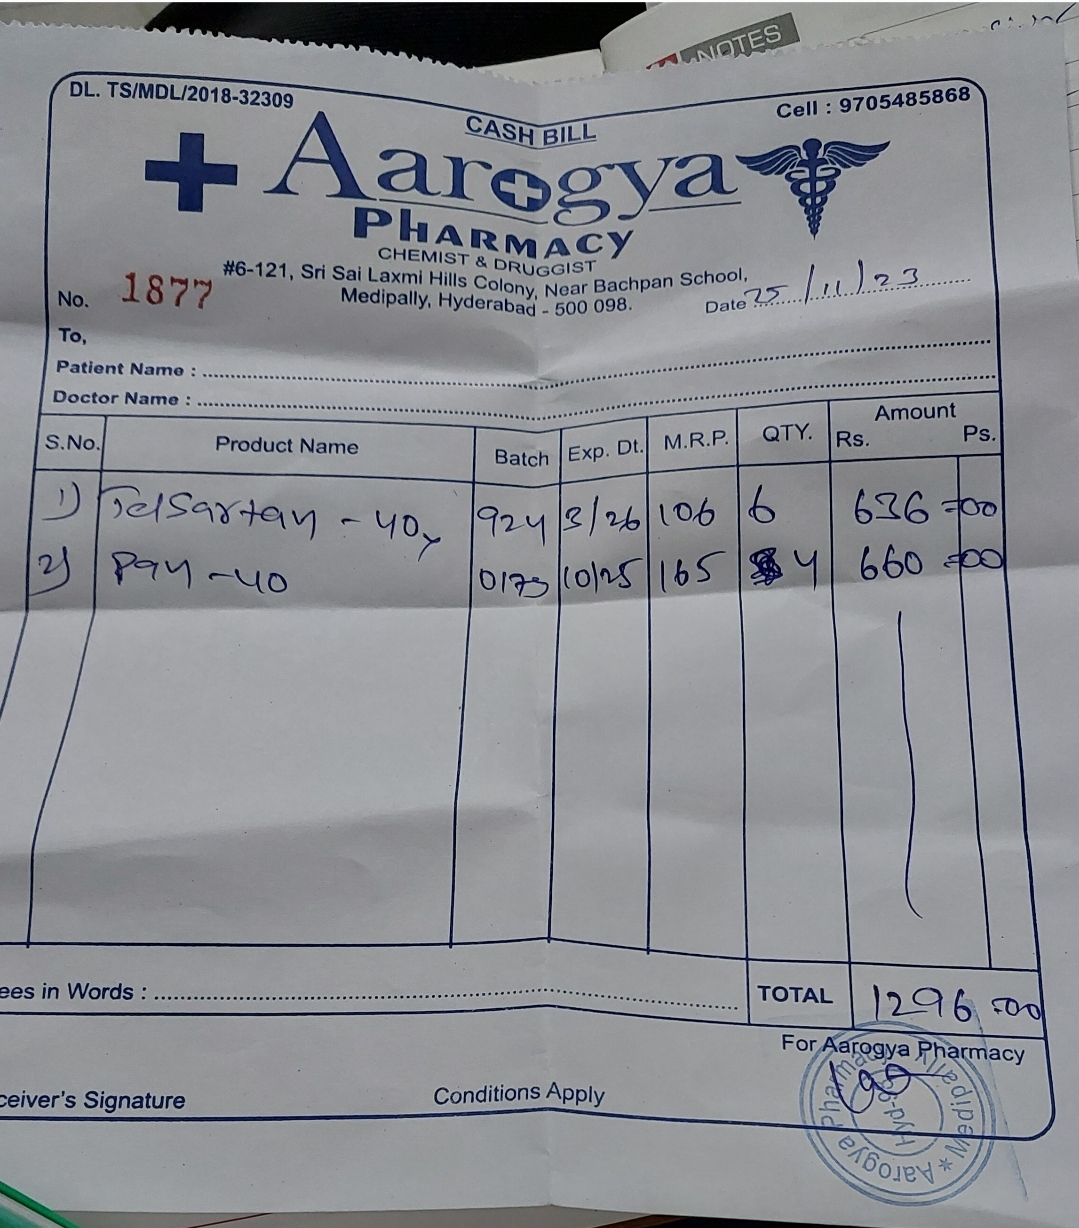 NOTES
DL. TS/MDL/2018-32309
Cell : 9705485868
CASH BILL
Aarogya
PHARMACY
CHEMIST & DRUGGIST
#6-121, Sri Sai Laxmi Hills Colony, Near Bachpan School,
Medipally, Hyderabad - 500 098.
No. 1877
Date 25/11/23
To,
Patient Name :
Doctor Name :
S.No. Product Name Batch Exp. Dt. M.R.P. QTY. Amount Rs. Ps.
1) Telsartan - 40, 924 3/26 106 6 636 =00
2) Pan - 40 10/25 165 4 660 =00
ees in Words :
TOTAL 1296 =00
For Aarogya Pharmacy
ceiver's Signature
Conditions Apply
Aarogya Pharmacy * Medipally